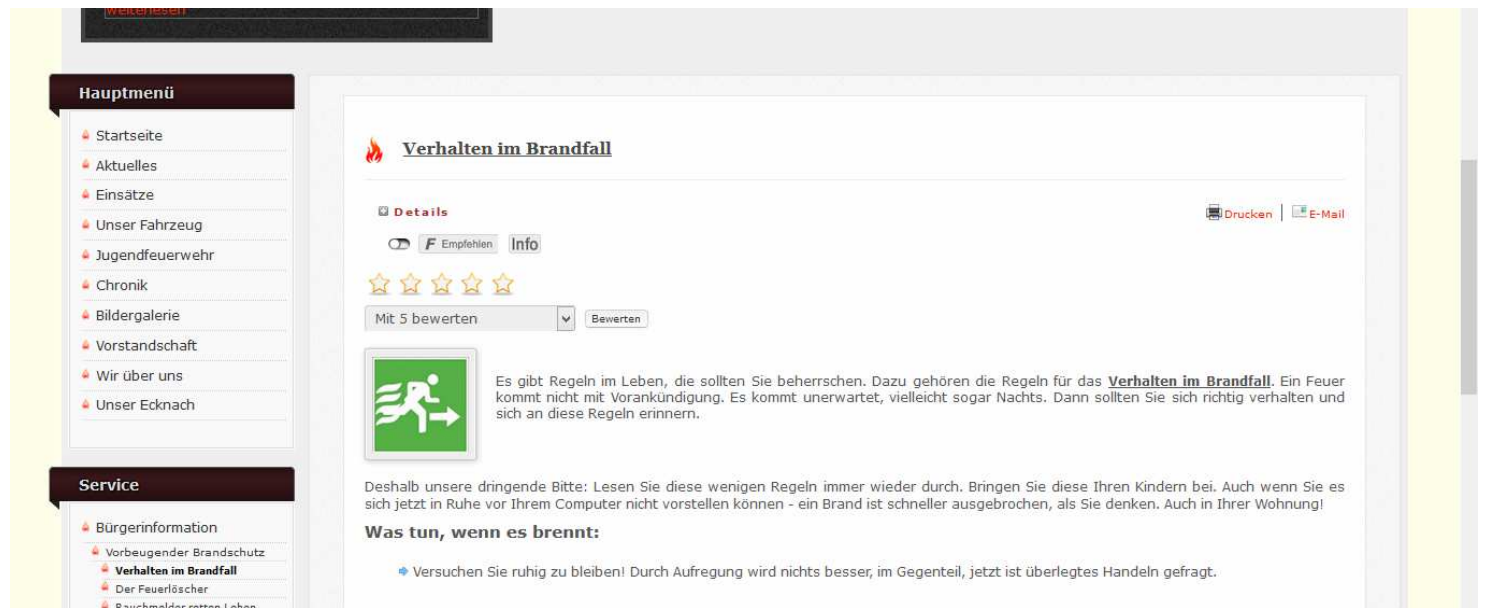 weiterlesen
Hauptmenü
Startseite
Aktuelles
Einsätze
Unser Fahrzeug
Jugendfeuerwehr
Chronik
Bildergalerie
Vorstandschaft
Wir über uns
Unser Ecknach
Service
Bürgerinformation
Vorbeugender Brandschutz
Verhalten im Brandfall
Der Feuerlöscher
Rauchmelder retten Leben
Verhalten im Brandfall
Details
Drucken | E-Mail
F Empfehlen Info
Mit 5 bewerten Bewerten
Es gibt Regeln im Leben, die sollten Sie beherrschen. Dazu gehören die Regeln für das Verhalten im Brandfall. Ein Feuer
kommt nicht mit Vorankündigung. Es kommt unerwartet, vielleicht sogar Nachts. Dann sollten Sie sich richtig verhalten und
sich an diese Regeln erinnern.
Deshalb unsere dringende Bitte: Lesen Sie diese wenigen Regeln immer wieder durch. Bringen Sie diese Ihren Kindern bei. Auch wenn Sie es
sich jetzt in Ruhe vor Ihrem Computer nicht vorstellen können - ein Brand ist schneller ausgebrochen, als Sie denken. Auch in Ihrer Wohnung!
Was tun, wenn es brennt:
Versuchen Sie ruhig zu bleiben! Durch Aufregung wird nichts besser, im Gegenteil, jetzt ist überlegtes Handeln gefragt.